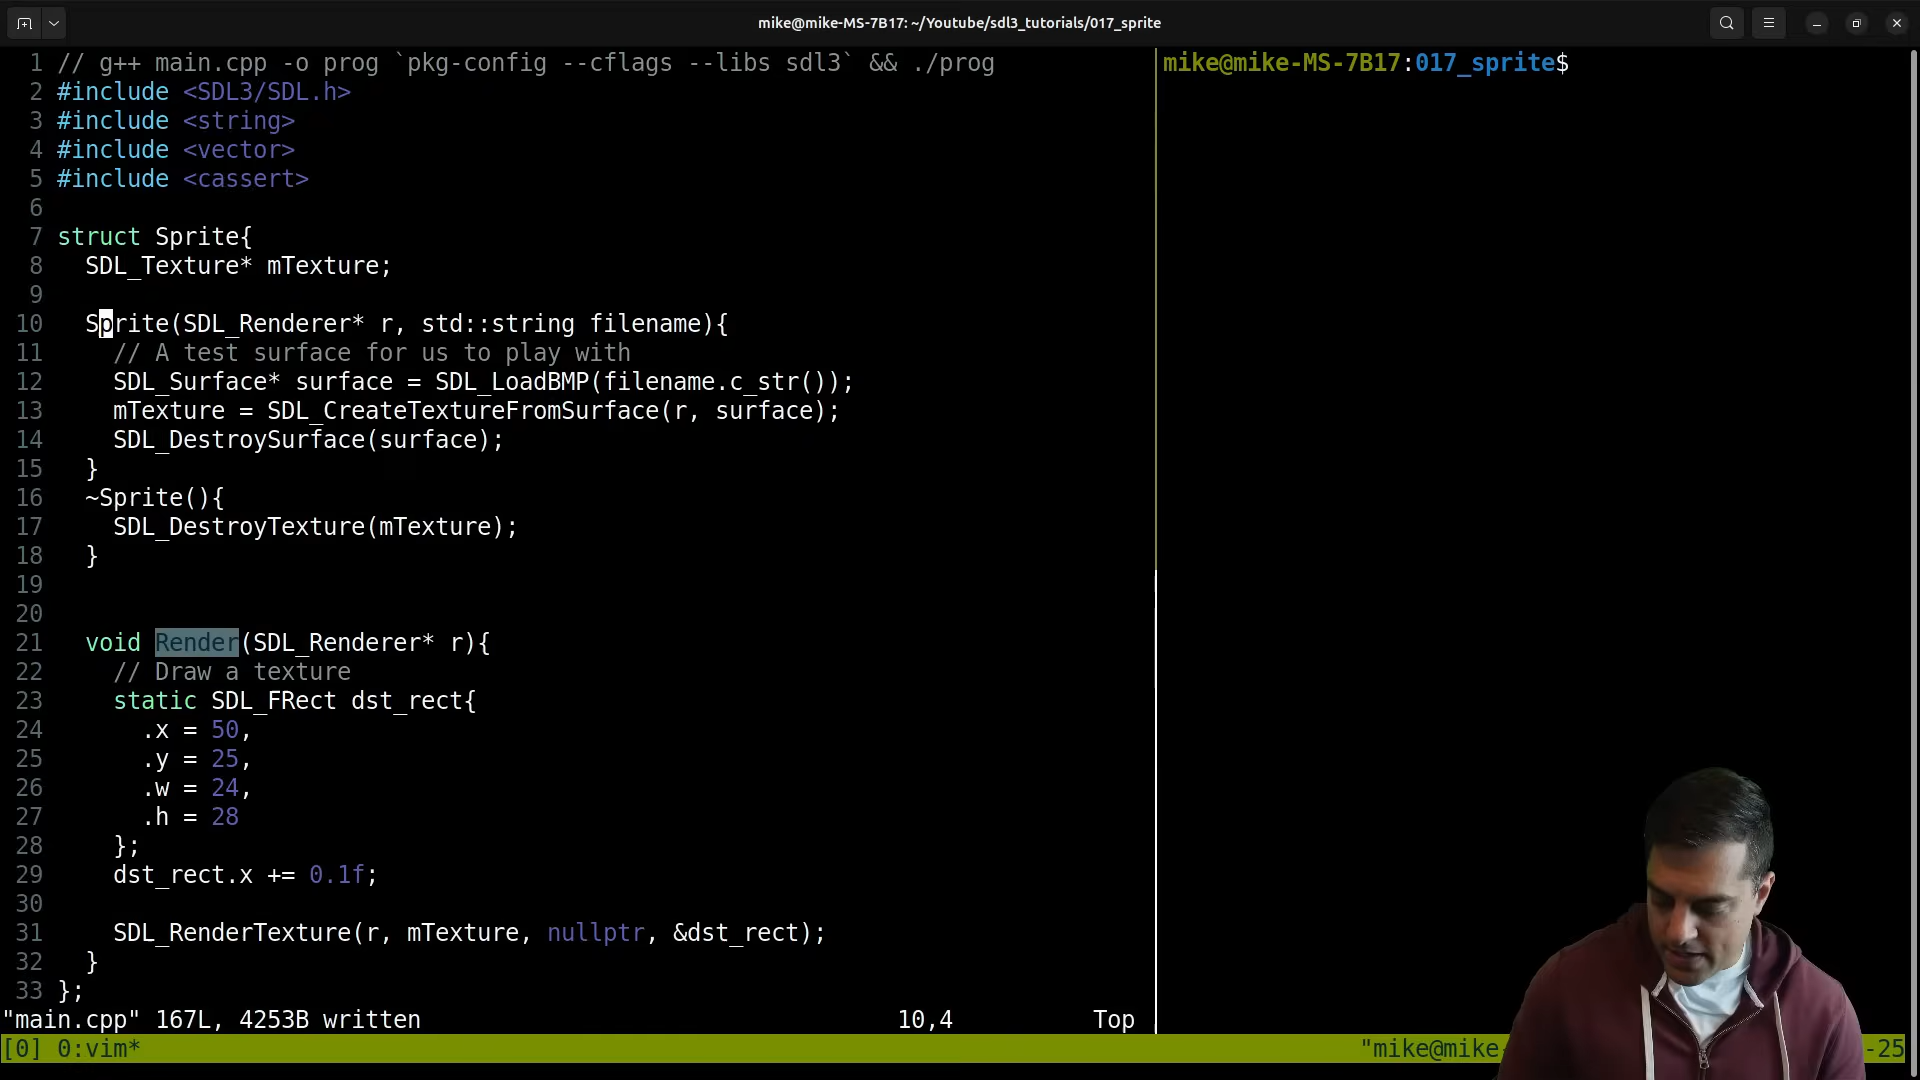 mike@mike-MS-7B17: ~/Youtube/sdl3_tutorials/017_sprite
1 // g++ main.cpp -o prog `pkg-config --cflags --libs sdl3` && ./prog
2 #include <SDL3/SDL.h>
3 #include <string>
4 #include <vector>
5 #include <cassert>
6
7 struct Sprite{
8   SDL_Texture* mTexture;
9
10   Sprite(SDL_Renderer* r, std::string filename){
11     // A test surface for us to play with
12     SDL_Surface* surface = SDL_LoadBMP(filename.c_str());
13     mTexture = SDL_CreateTextureFromSurface(r, surface);
14     SDL_DestroySurface(surface);
15   }
16   ~Sprite(){
17     SDL_DestroyTexture(mTexture);
18   }
19
20
21   void Render(SDL_Renderer* r){
22     // Draw a texture
23     static SDL_FRect dst_rect{
24       .x = 50,
25       .y = 25,
26       .w = 24,
27       .h = 28
28     };
29     dst_rect.x += 0.1f;
30
31     SDL_RenderTexture(r, mTexture, nullptr, &dst_rect);
32   }
33 };
"main.cpp" 167L, 4253B written 10,4 Top
mike@mike-MS-7B17:017_sprite$
[0] 0:vim* "mike@mike- -25